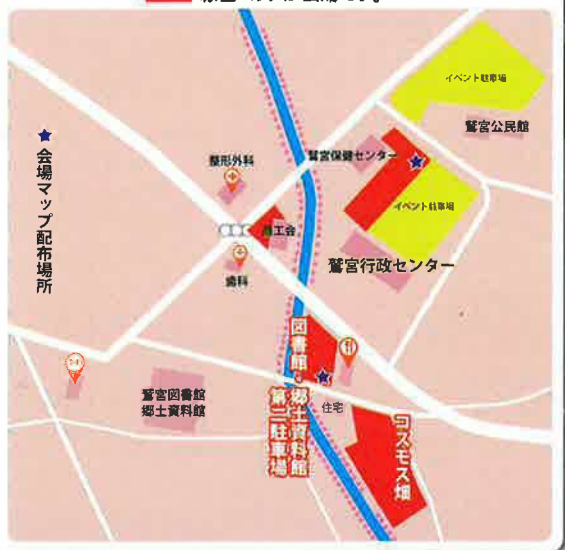 イベント駐車場
鷲宮公民館
★会場マップ配布場所
整形外科
鷲宮保健センター
イベント駐車場
商工会
鷲宮行政センター
歯科
図書館・郷土資料館
第二駐車場
鷲宮図書館
郷土資料館
住宅
コスモス畑